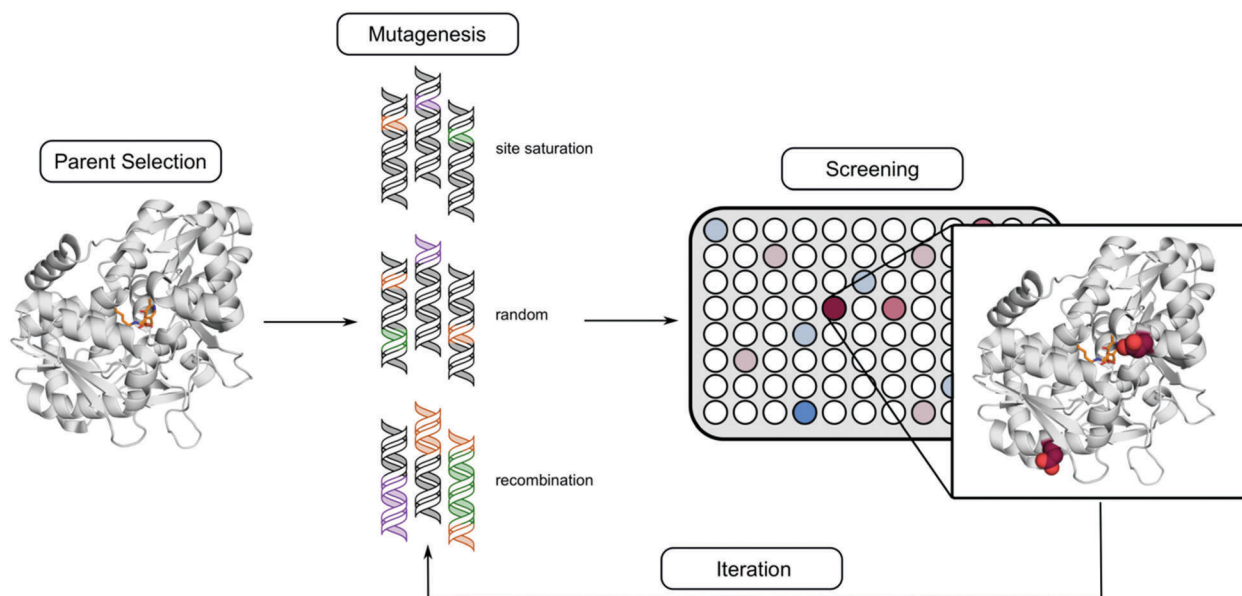 Mutagenesis
Parent Selection
site saturation
Screening
random
recombination
Iteration